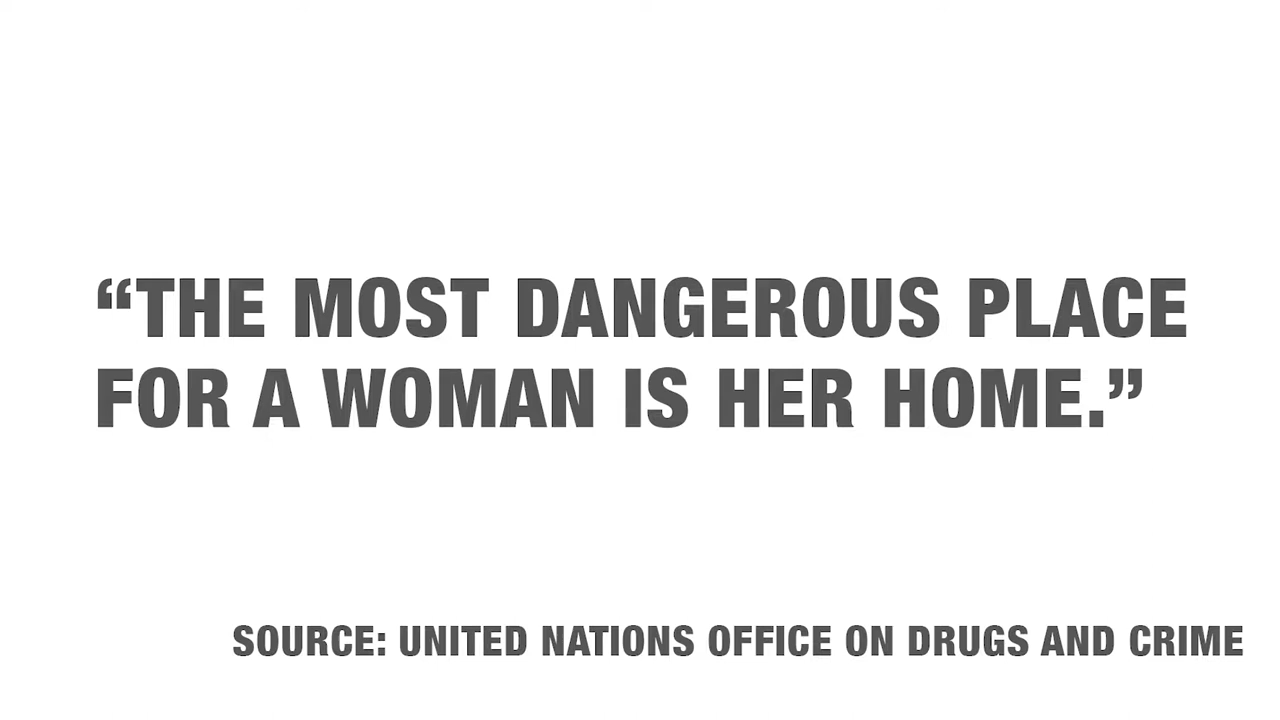 “THE MOST DANGEROUS PLACE
FOR A WOMAN IS HER HOME.”
SOURCE: UNITED NATIONS OFFICE ON DRUGS AND CRIME